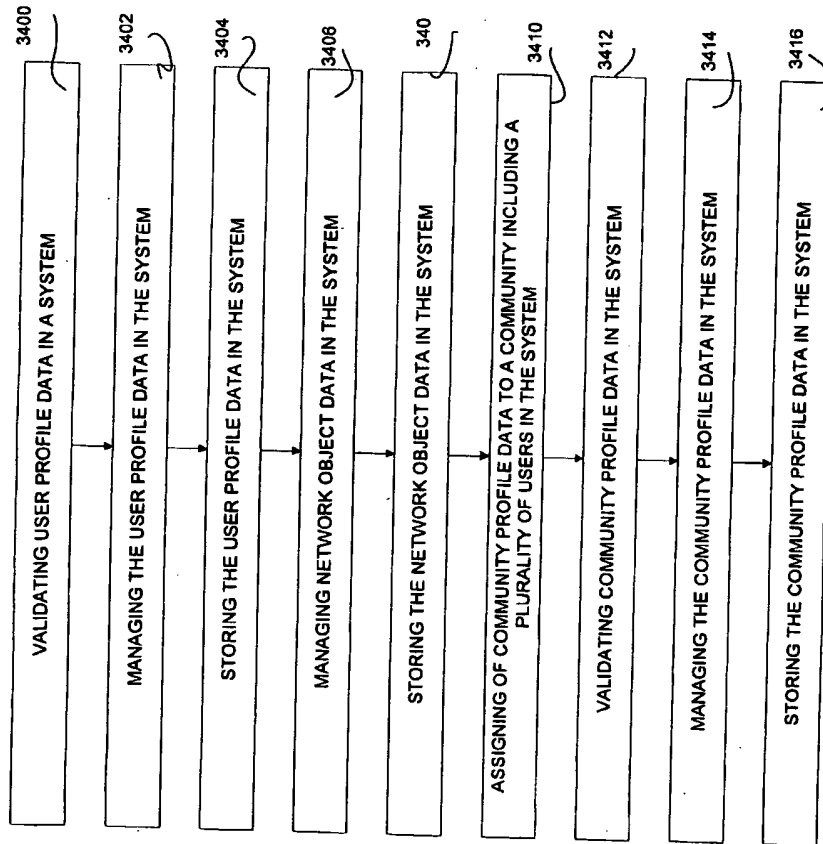 3400
VALIDATING USER PROFILE DATA IN A SYSTEM
3402
MANAGING THE USER PROFILE DATA IN THE SYSTEM
3404
STORING THE USER PROFILE DATA IN THE SYSTEM
3406
MANAGING NETWORK OBJECT DATA IN THE SYSTEM
340
STORING THE NETWORK OBJECT DATA IN THE SYSTEM
3410
ASSIGNING OF COMMUNITY PROFILE DATA TO A COMMUNITY INCLUDING A
PLURALITY OF USERS IN THE SYSTEM
3412
VALIDATING COMMUNITY PROFILE DATA IN THE SYSTEM
3414
MANAGING THE COMMUNITY PROFILE DATA IN THE SYSTEM
3416
STORING THE COMMUNITY PROFILE DATA IN THE SYSTEM